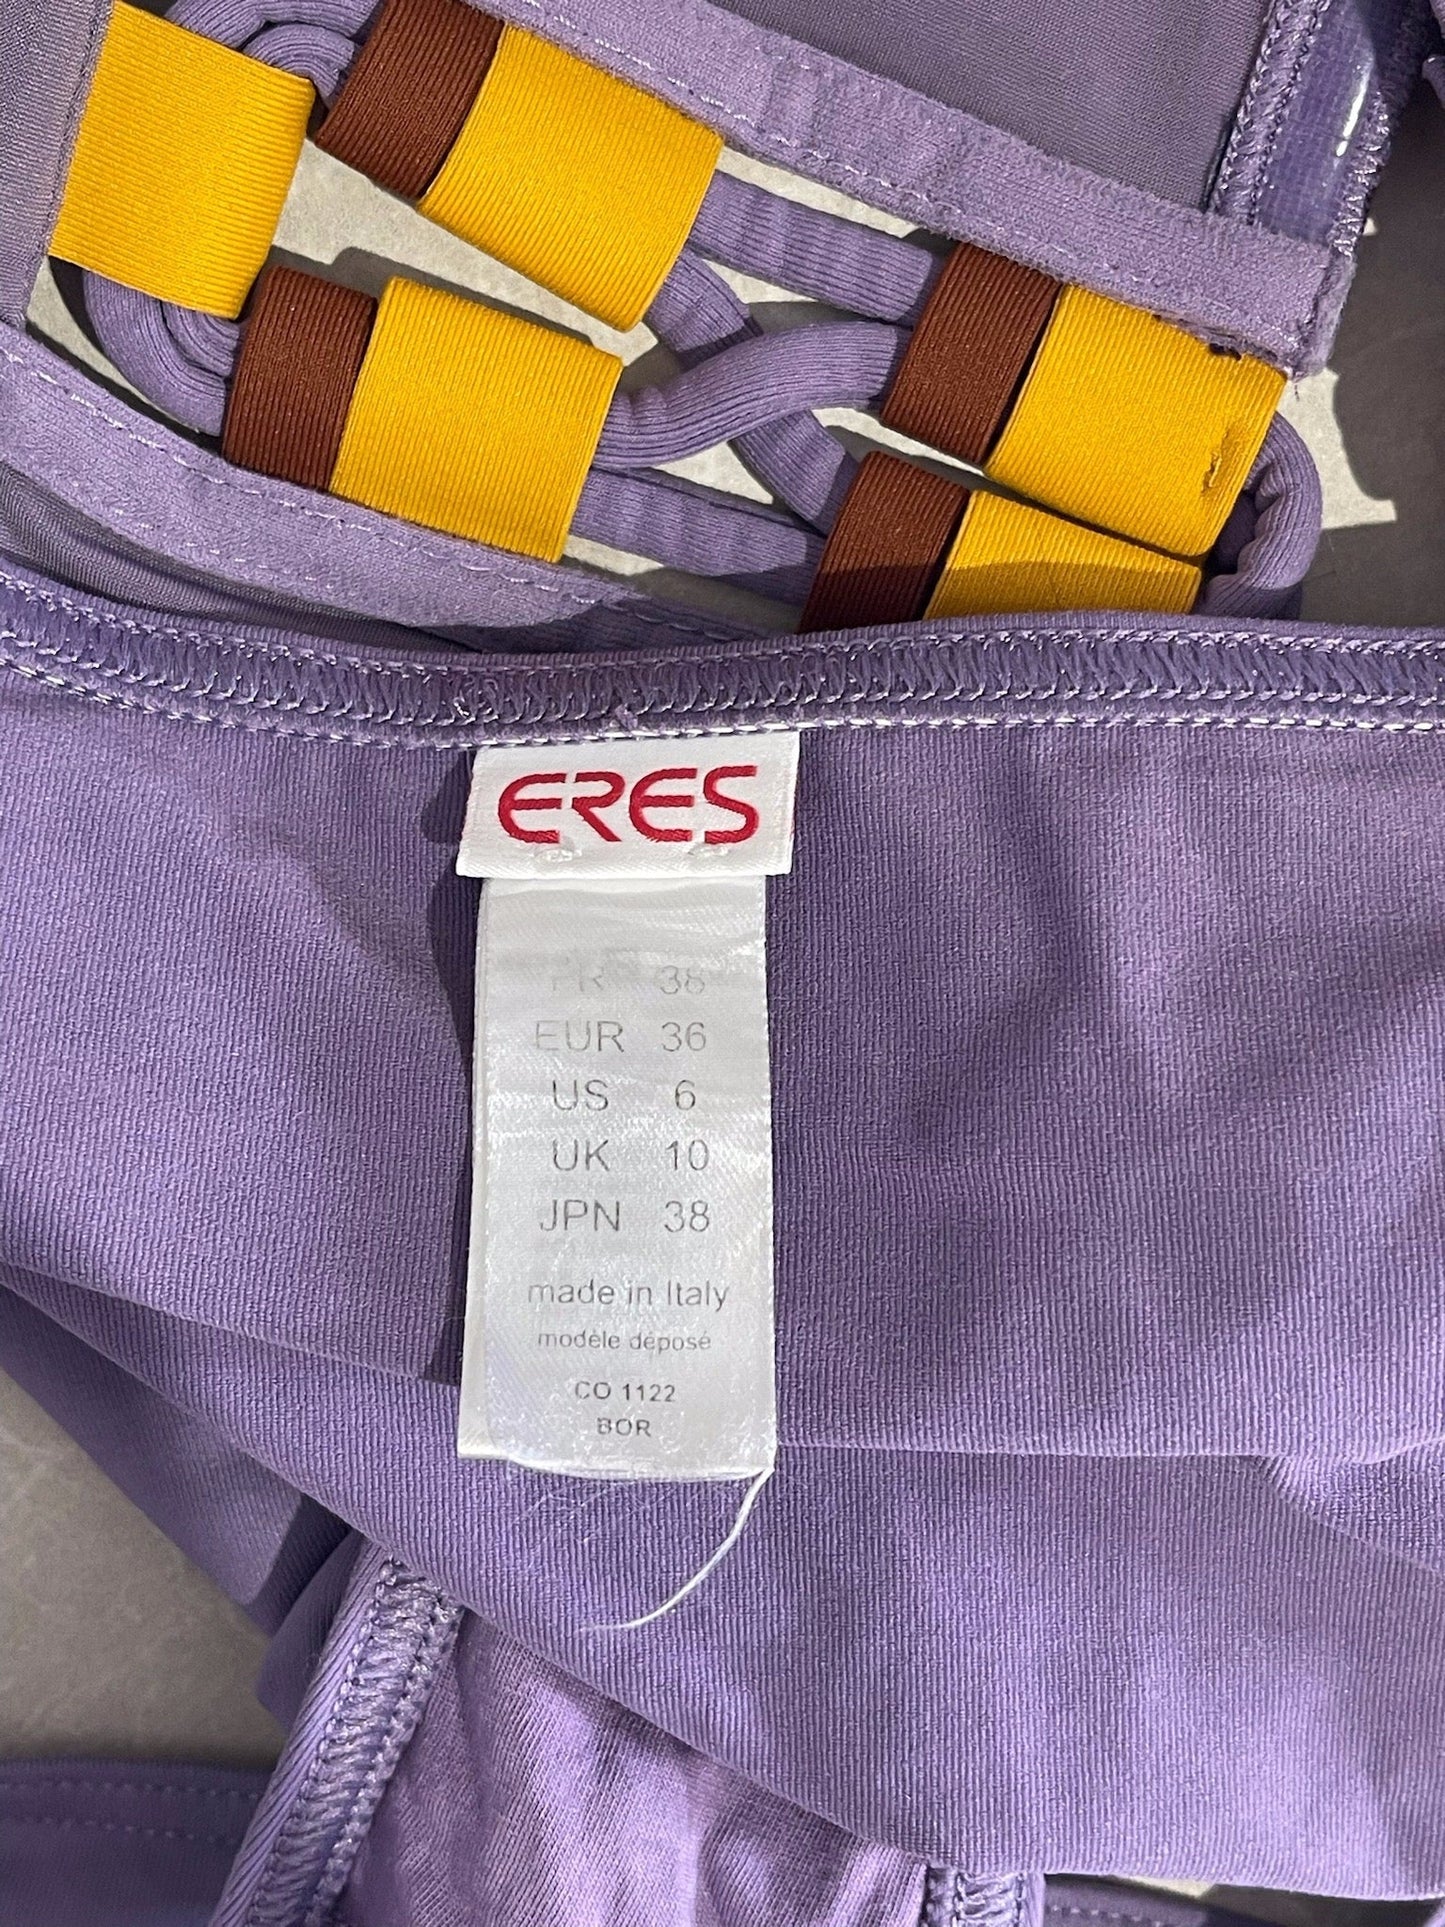 ERES
FR 38
EUR 36
US 6
UK 10
JPN 38
made in Italy
modèle déposé
CO 1122
BOR